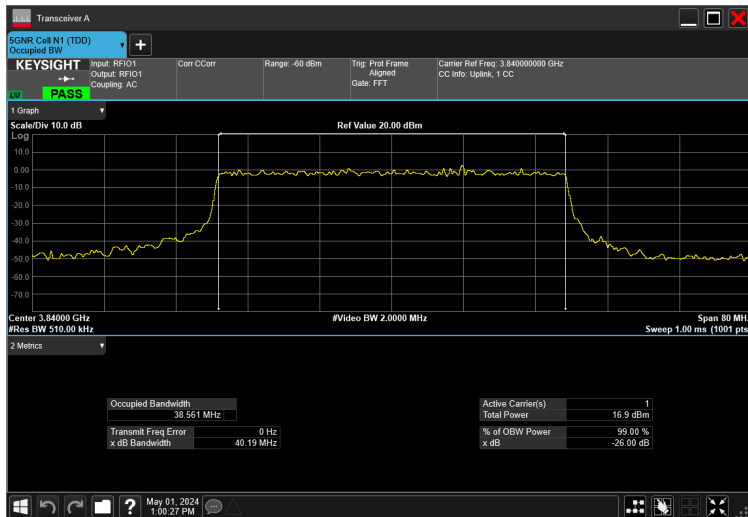 Transceiver A
5GNR Cell N1 (TDD)
Occupied BW
KEYSIGHT
LXI
PASS
Input: RFIO1
Output: RFIO1
Coupling: AC
Corr CCorr
Range: -60 dBm
Trig: Prot Frame
Aligned
Gate: FFT
Carrier Ref Freq: 3.840000000 GHz
CC Info: Uplink, 1 CC
1 Graph
Scale/Div 10.0 dB
Ref Value 20.00 dBm
Log
10.0
0.00
-10.0
-20.0
-30.0
-40.0
-50.0
-60.0
-70.0
Center 3.84000 GHz
#Video BW 2.0000 MHz
Span 80 MHz
#Res BW 510.00 kHz
Sweep 1.00 ms (1001 pts
2 Metrics
Occupied Bandwidth
38.561 MHz
Transmit Freq Error 0 Hz
x dB Bandwidth 40.19 MHz
Active Carrier(s) 1
Total Power 16.9 dBm
% of OBW Power 99.00 %
x dB -26.00 dB
?
May 01, 2024
1:00:27 PM